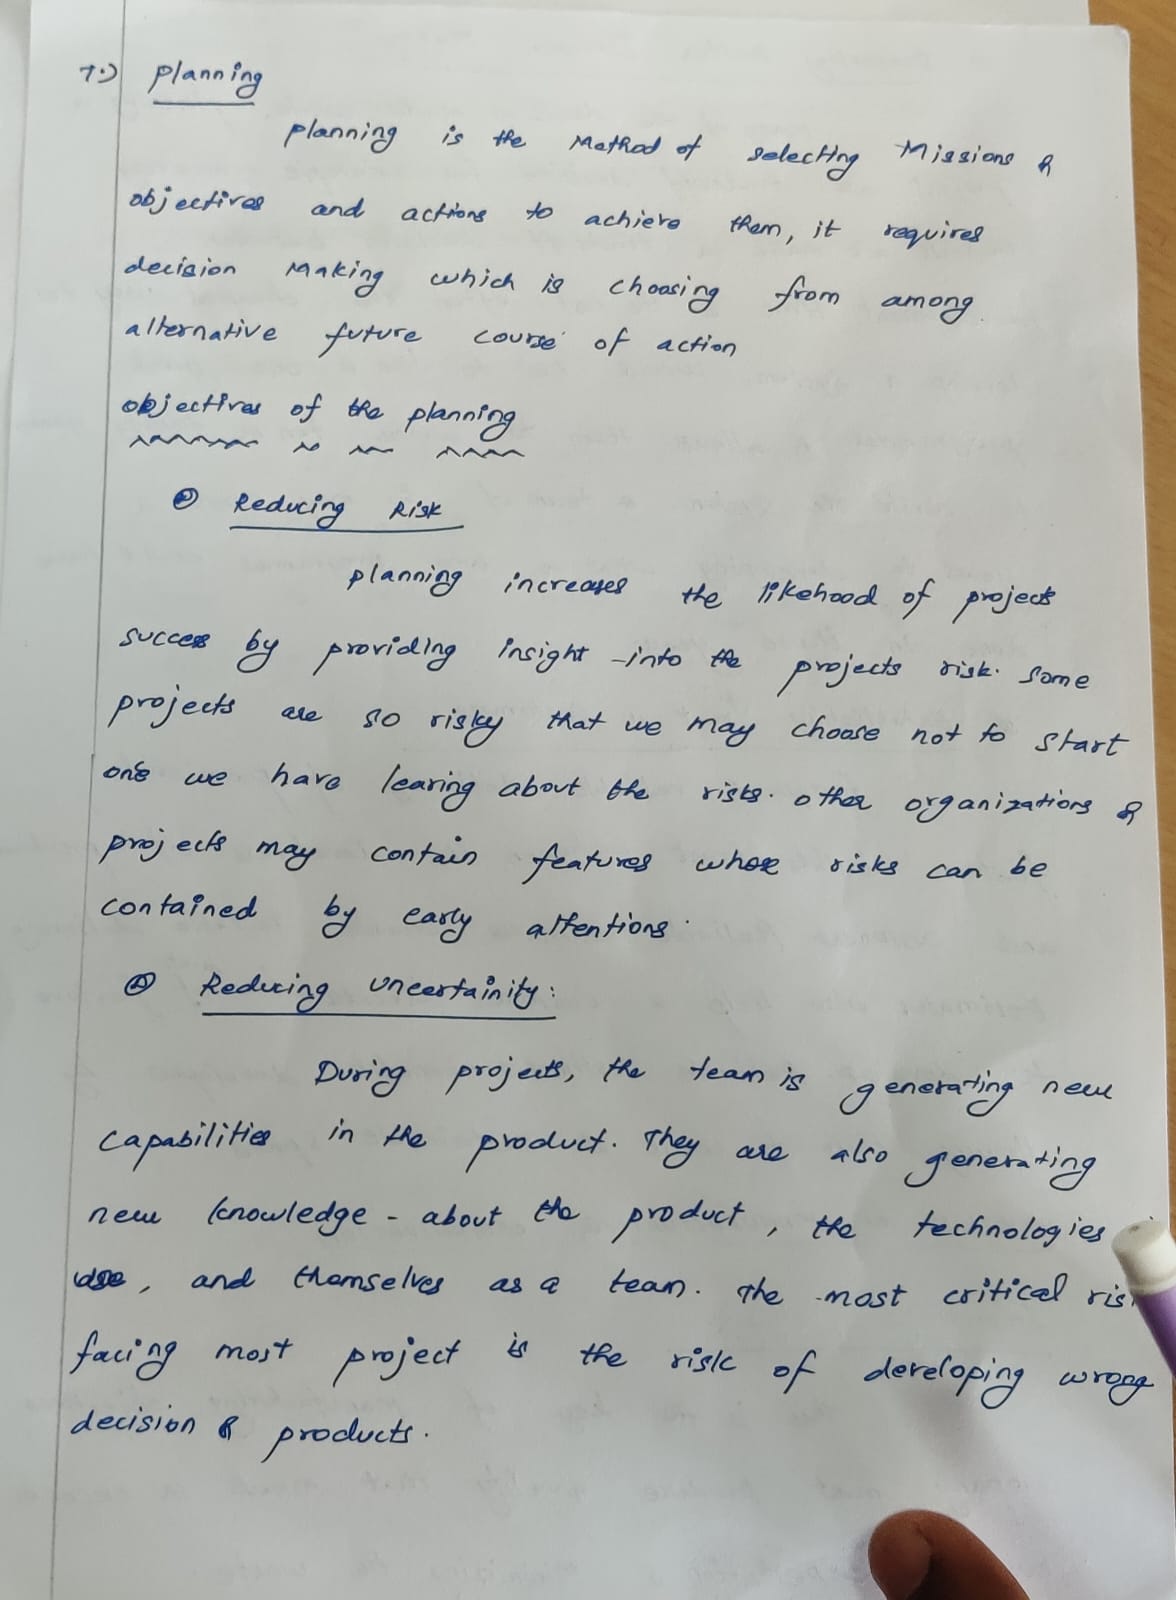 7.) Planning
Planning is the Method of selecting Missions &
objectives and actions to achieve them, it requires
decision Making which is choosing from among
alternative future course of action
objectives of the planning
Reducing Risk
planning increases the likehood of projects
success by providing insight into the projects risk. Some
projects are so risky that we may choose not to start
one we have learing about the risks. other organizations &
projects may contain features whose risks can be
contained by early attentions.
Reducing uncertainity:
During projects, the team is generating new
capabilities in the product. They are also generating
new knowledge - about the product, the technologies
use, and themselves as a team. The most critical
facing most project is the risk of developing wrong
decision & products.